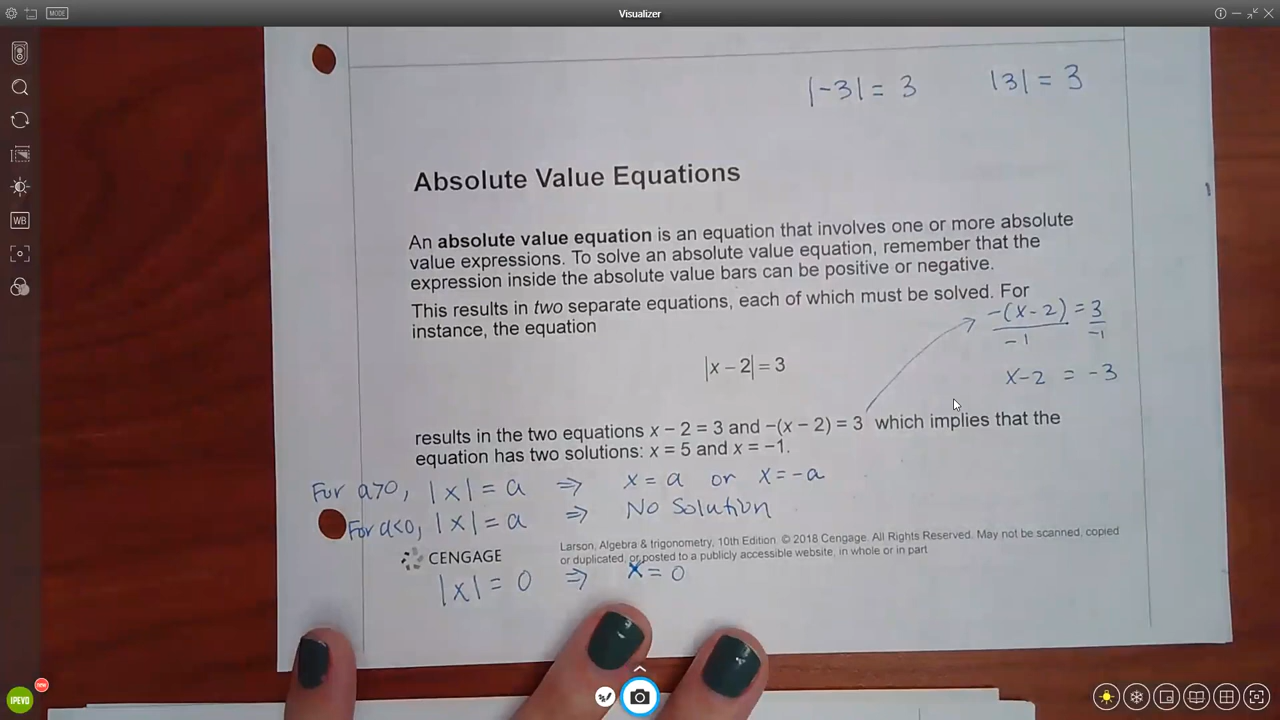 MODE
Visualizer
|-3| = 3
|3| = 3
Absolute Value Equations
An absolute value equation is an equation that involves one or more absolute
value expressions. To solve an absolute value equation, remember that the
expression inside the absolute value bars can be positive or negative.
This results in two separate equations, each of which must be solved. For
instance, the equation
-(x-2) = 3
-1 -1
|x – 2| = 3
x-2 = -3
results in the two equations x – 2 = 3 and –(x – 2) = 3 which implies that the
equation has two solutions: x = 5 and x = –1.
For a>0, |x| = a ⇒ x = a or x = -a
For a<0, |x| = a ⇒ No Solution
Larson, Algebra & trigonometry, 10th Edition. © 2018 Cengage. All Rights Reserved. May not be scanned, copied
or duplicated, or posted to a publicly accessible website, in whole or in part
CENGAGE
|x| = 0 ⇒ x = 0
WB
IPEVO
new